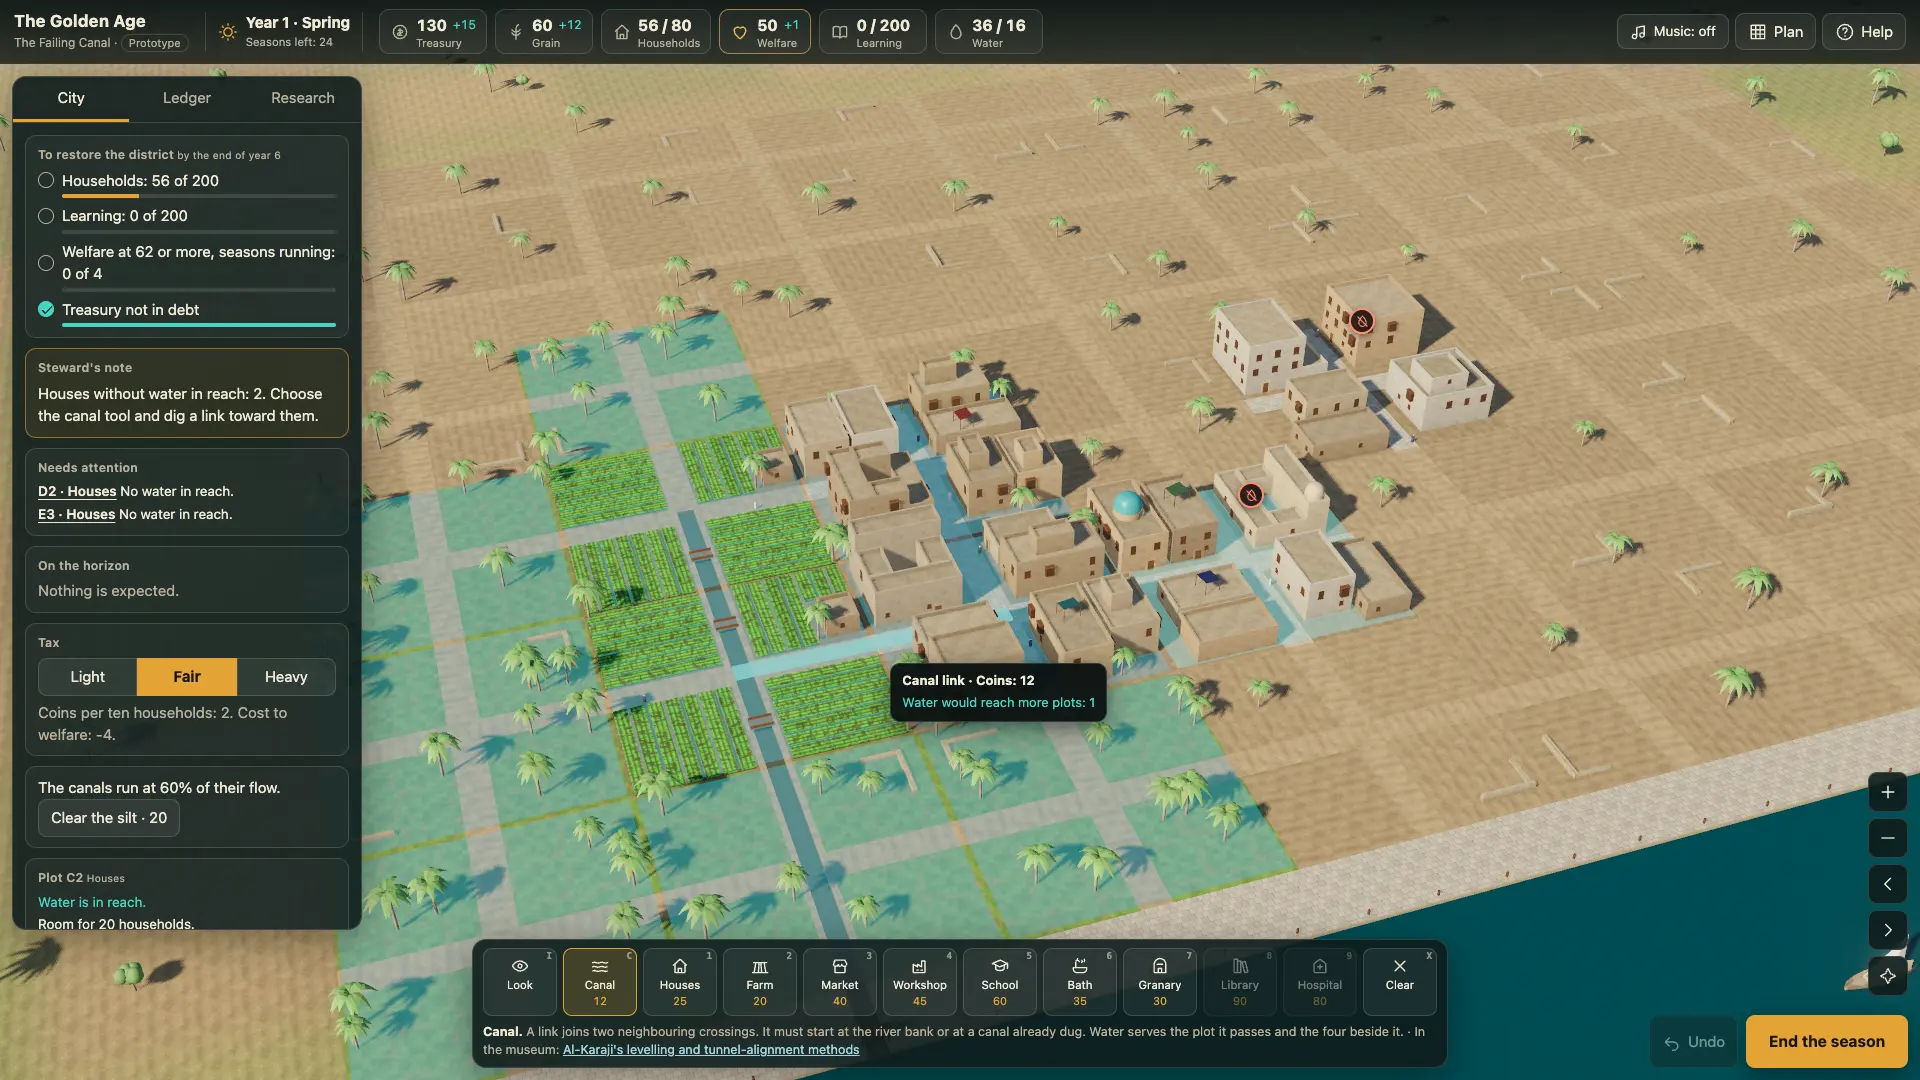 The Golden Age
The Failing Canal · Prototype
Year 1 · Spring
Seasons left: 24
130 +15
Treasury
60 +12
Grain
56 / 80
Households
50 +1
Welfare
0 / 200
Learning
36 / 16
Water
Music: off
Plan
Help
City
Ledger
Research
To restore the district by the end of year 6
Households: 56 of 200
Learning: 0 of 200
Welfare at 62 or more, seasons running:
0 of 4
Treasury not in debt
Steward's note
Houses without water in reach: 2. Choose
the canal tool and dig a link toward them.
Needs attention
D2 · Houses No water in reach.
E3 · Houses No water in reach.
On the horizon
Nothing is expected.
Tax
Light
Fair
Heavy
Coins per ten households: 2. Cost to
welfare: -4.
The canals run at 60% of their flow.
Clear the silt · 20
Plot C2 Houses
Water is in reach.
Room for 20 households.
Canal link · Coins: 12
Water would reach more plots: 1
I
Look
C
Canal
12
1
Houses
25
2
Farm
20
3
Market
40
4
Workshop
45
5
School
60
6
Bath
35
7
Granary
30
8
Library
90
9
Hospital
80
X
Clear
Canal. A link joins two neighbouring crossings. It must start at the river bank or at a canal already dug. Water serves the plot it passes and the four beside it. · In
the museum: Al-Karaji's levelling and tunnel-alignment methods
Undo
End the season